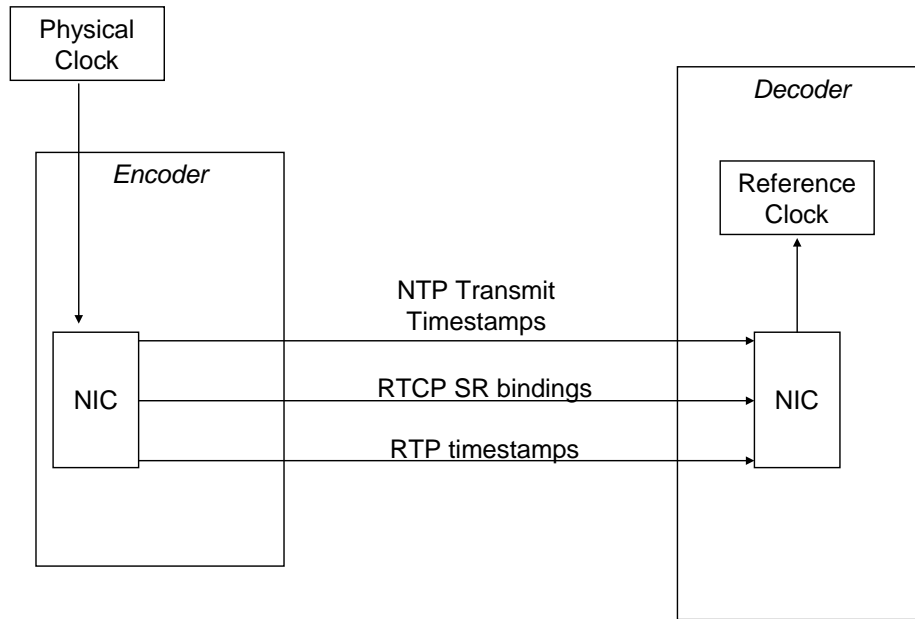 Physical
Clock
Decoder
Encoder
Reference
Clock
NTP Transmit
Timestamps
NIC
RTCP SR bindings
NIC
RTP timestamps